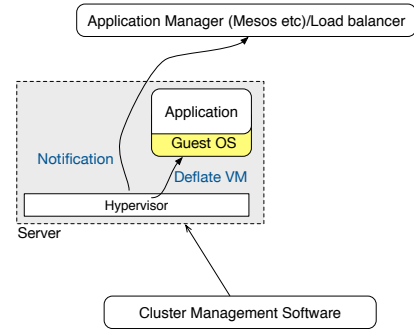 Application Manager (Mesos etc)/Load balancer
Application
Guest OS
Notification
Deflate VM
Hypervisor
Server
Cluster Management Software